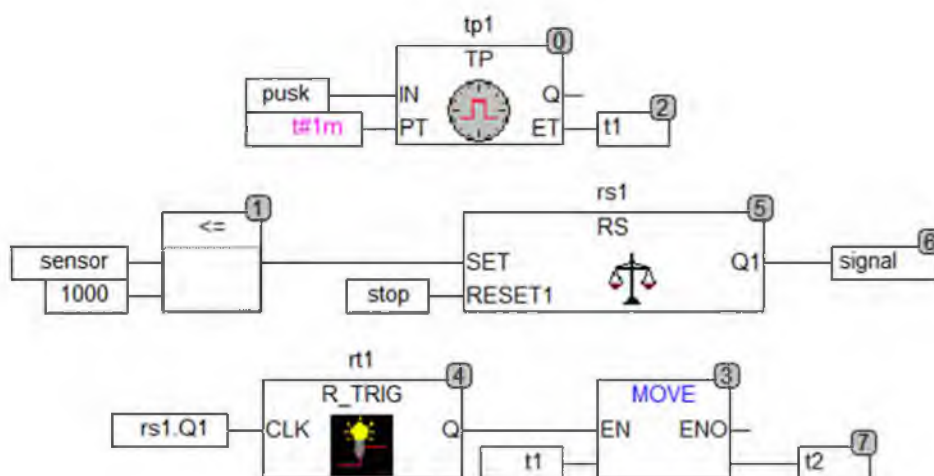 tp1
0
TP
pusk IN Q
2
t#1m PT ET t1
rs1
1 5
<= RS
6
sensor SET Q1 signal
1000 stop RESET1
rt1
4 3
R_TRIG MOVE
rs1.Q1 CLK Q EN ENO
7
t1 t2